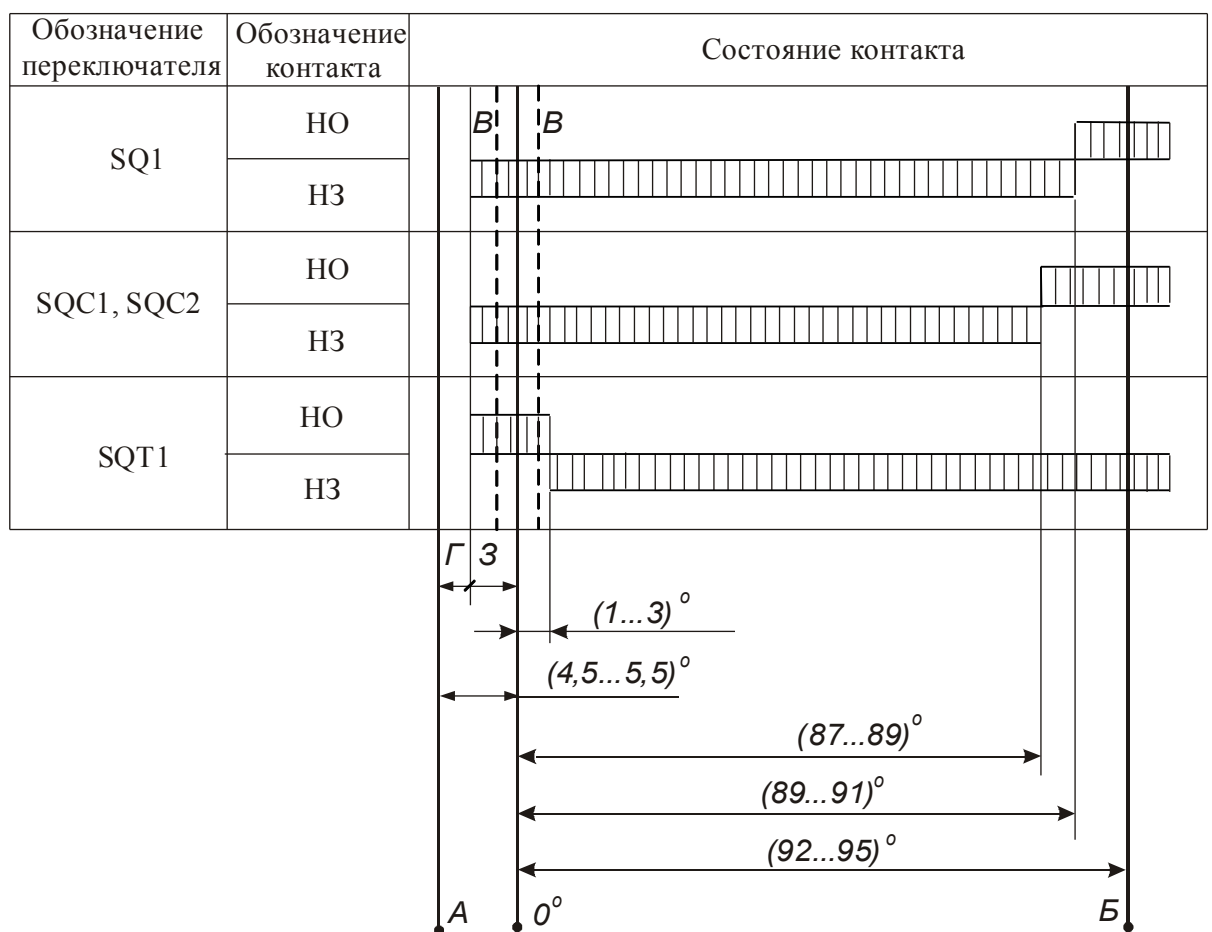 Обозначение переключателя
Обозначение контакта
Состояние контакта
SQ1
НО
НЗ
В
В
SQC1, SQC2
НО
НЗ
SQT1
НО
НЗ
Г
З
(1...3)°
(4,5...5,5)°
(87...89)°
(89...91)°
(92...95)°
А
0°
Б